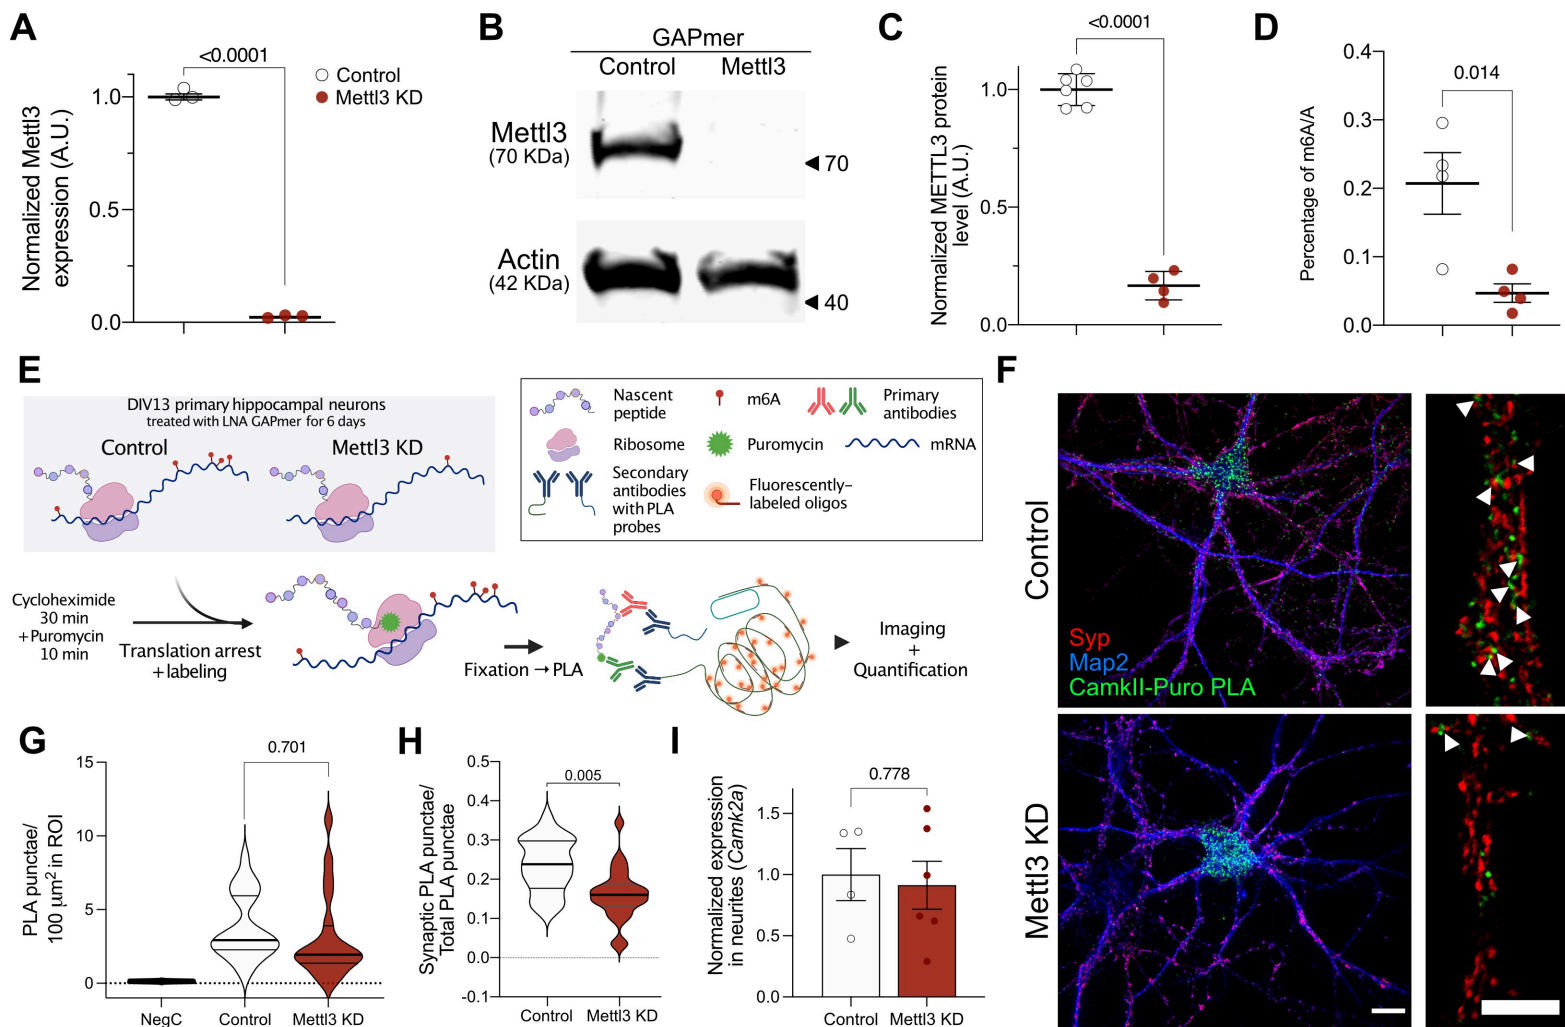 A
<0.0001
Control
Mettl3 KD
Normalized Mettl3
expression (A.U.)
1.0
0.5
0.0
B
GAPmer
Control Mettl3
Mettl3
(70 KDa)
70
Actin
(42 KDa)
40
C
<0.0001
Normalized METTL3 protein
level (A.U.)
1.0
0.5
0.0
D
0.014
Percentage of m6A/A
0.4
0.3
0.2
0.1
0.0
E
DIV13 primary hippocampal neurons
treated with LNA GAPmer for 6 days
Control Mettl3 KD
Nascent
peptide
m6A
Primary
antibodies
Ribosome
Puromycin
mRNA
Secondary
antibodies
with PLA
probes
Fluorescently-
labeled oligos
Cycloheximide
30 min
+Puromycin
10 min
Translation arrest
+labeling
Fixation → PLA
Imaging
+
Quantification
F
Control
Syp
Map2
CamkII-Puro PLA
Mettl3 KD
G
0.701
PLA punctae/
100 µm² in ROI
15
10
5
0
NegC Control Mettl3 KD
H
0.005
Synaptic PLA punctae/
Total PLA punctae
0.5
0.4
0.3
0.2
0.1
0.0
-0.1
Control Mettl3 KD
I
0.778
Normalized expression
in neurites (Camk2a)
1.5
1.0
0.5
0.0
Control Mettl3 KD